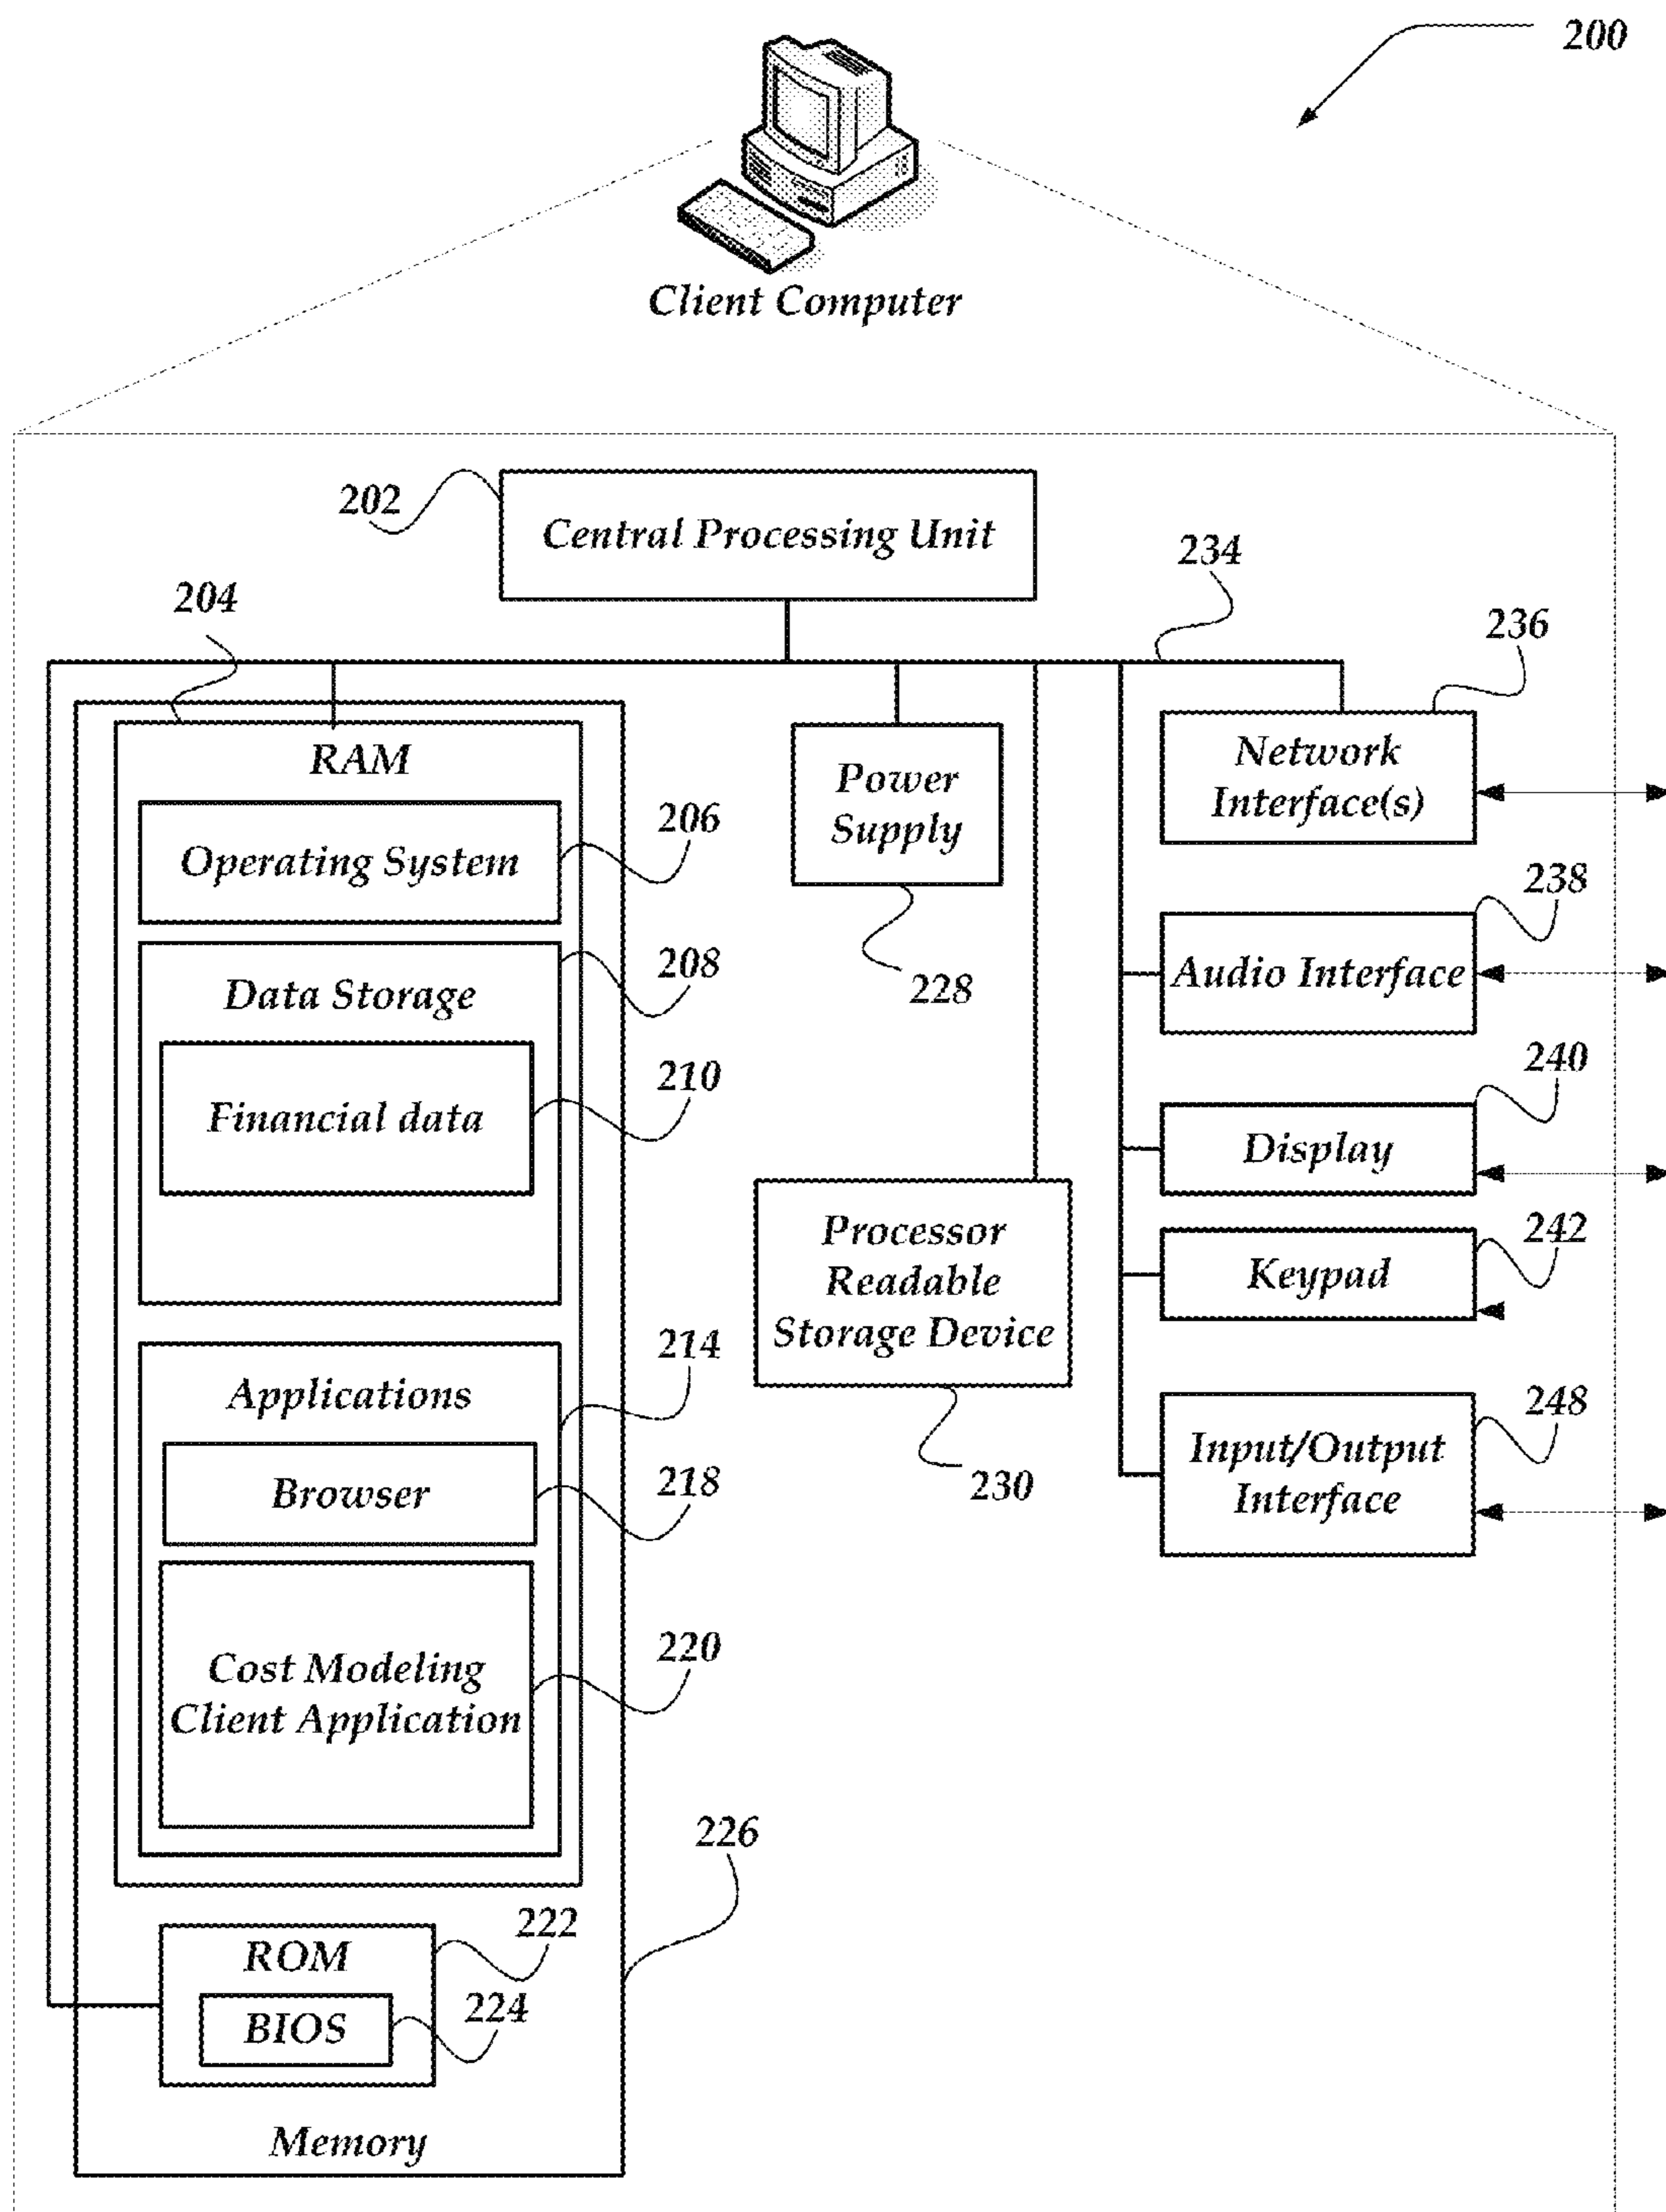 200
Client Computer
202
Central Processing Unit
234
204
236
RAM
Network
Interface(s)
Power
Supply
206
Operating System
238
208
Audio Interface
228
Data Storage
240
210
Financial data
Display
242
Processor
Readable
Storage Device
Keypad
214
Applications
248
Input/Output
Interface
218
Browser
230
220
Cost Modeling
Client Application
226
222
ROM
224
BIOS
Memory